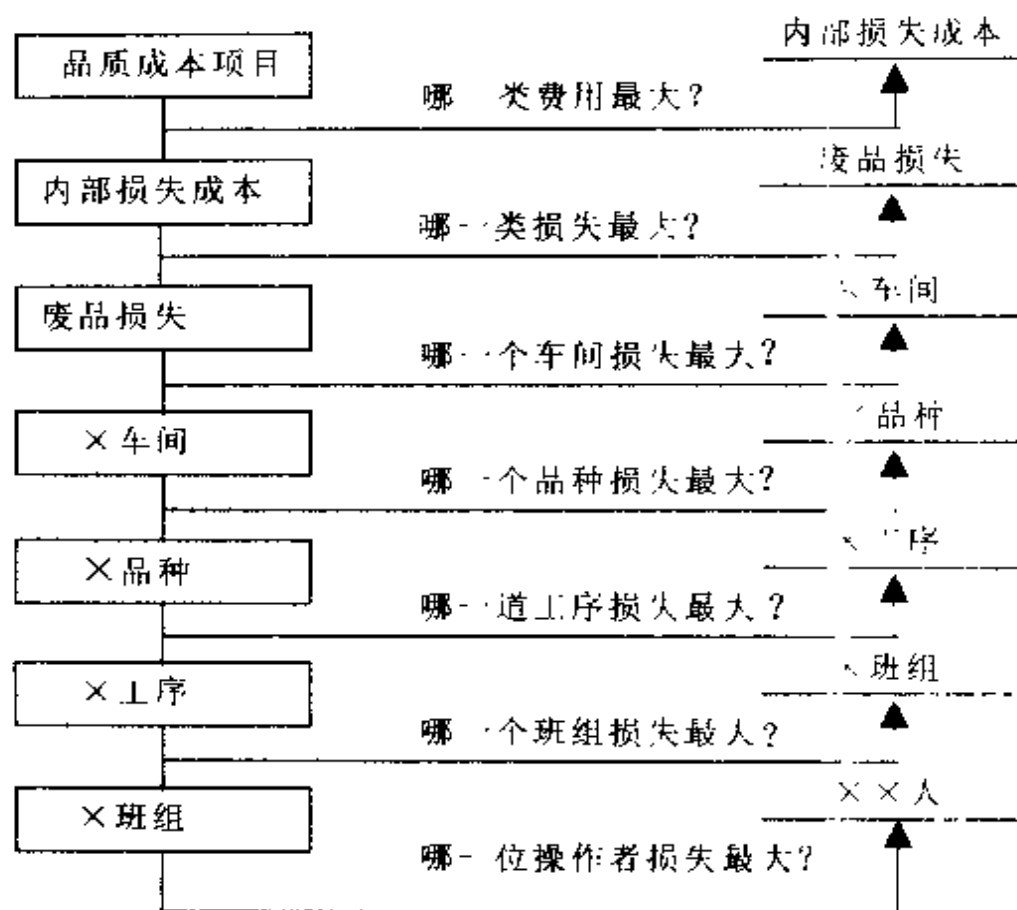 品质成本项目
内部损失成本
哪一类费用最大?
内部损失成本
废品损失
哪一类损失最大?
废品损失
×车间
哪一个车间损失最大?
×车间
×品种
哪一个品种损失最大?
×品种
×工序
哪一道工序损失最大?
×工序
×班组
哪一个班组损失最大?
×班组
××人
哪一位操作者损失最大?